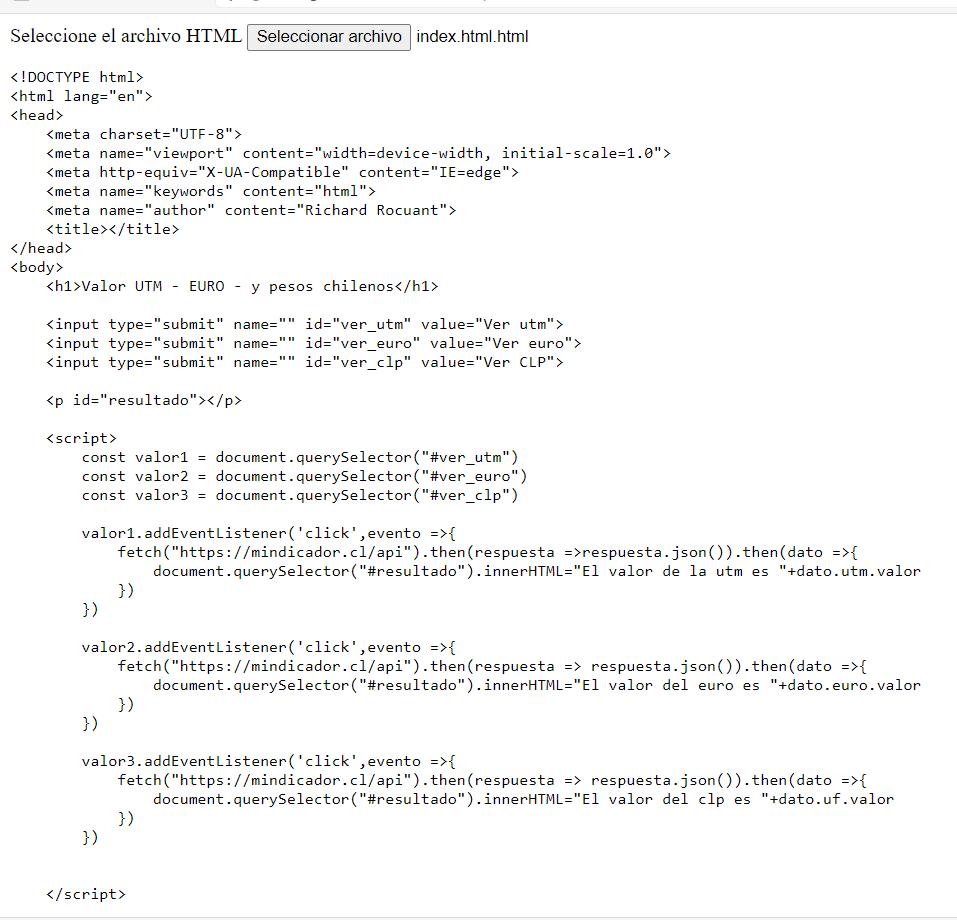 Seleccione el archivo HTML Seleccionar archivo index.html.html
<!DOCTYPE html>
<html lang="en">
<head>
    <meta charset="UTF-8">
    <meta name="viewport" content="width=device-width, initial-scale=1.0">
    <meta http-equiv="X-UA-Compatible" content="IE=edge">
    <meta name="keywords" content="html">
    <meta name="author" content="Richard Rocuant">
    <title></title>
</head>
<body>
    <h1>Valor UTM - EURO - y pesos chilenos</h1>

    <input type="submit" name="" id="ver_utm" value="Ver utm">
    <input type="submit" name="" id="ver_euro" value="Ver euro">
    <input type="submit" name="" id="ver_clp" value="Ver CLP">

    <p id="resultado"></p>

    <script>
        const valor1 = document.querySelector("#ver_utm")
        const valor2 = document.querySelector("#ver_euro")
        const valor3 = document.querySelector("#ver_clp")

        valor1.addEventListener('click',evento =>{
            fetch("https://mindicador.cl/api").then(respuesta =>respuesta.json()).then(dato =>{
                document.querySelector("#resultado").innerHTML="El valor de la utm es "+dato.utm.valor
            })
        })

        valor2.addEventListener('click',evento =>{
            fetch("https://mindicador.cl/api").then(respuesta => respuesta.json()).then(dato =>{
                document.querySelector("#resultado").innerHTML="El valor del euro es "+dato.euro.valor
            })
        })

        valor3.addEventListener('click',evento =>{
            fetch("https://mindicador.cl/api").then(respuesta => respuesta.json()).then(dato =>{
                document.querySelector("#resultado").innerHTML="El valor del clp es "+dato.uf.valor
            })
        })

    </script>